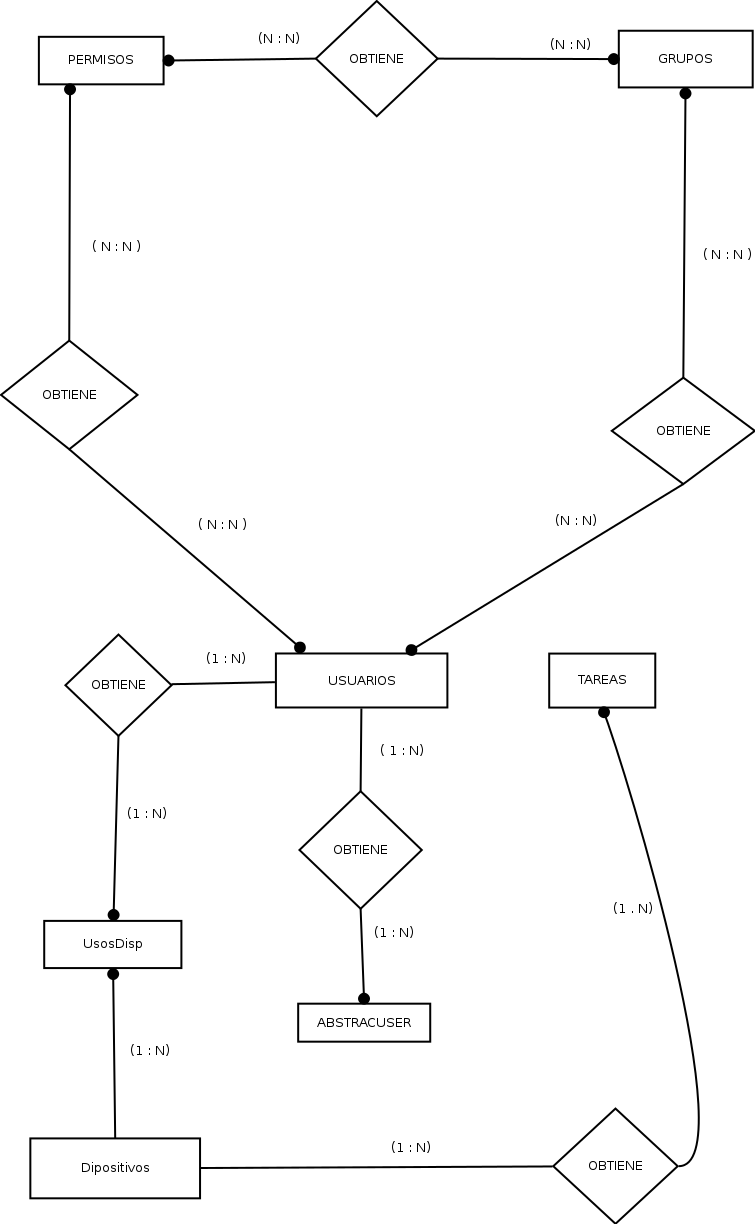 (N : N)
(N : N)
PERMISOS
OBTIENE
GRUPOS
( N : N )
( N : N )
OBTIENE
OBTIENE
( N : N )
(N : N)
(1 : N)
OBTIENE
USUARIOS
TAREAS
( 1 : N)
(1 : N)
OBTIENE
(1 . N)
(1 : N)
UsosDisp
ABSTRACUSER
(1 : N)
(1 : N)
Dipositivos
OBTIENE